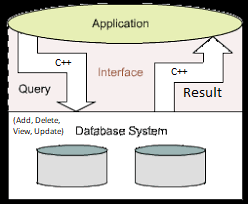 Application
C++
Interface
C++
Query
Result
(Add, Delete,
View, Update)
Database System